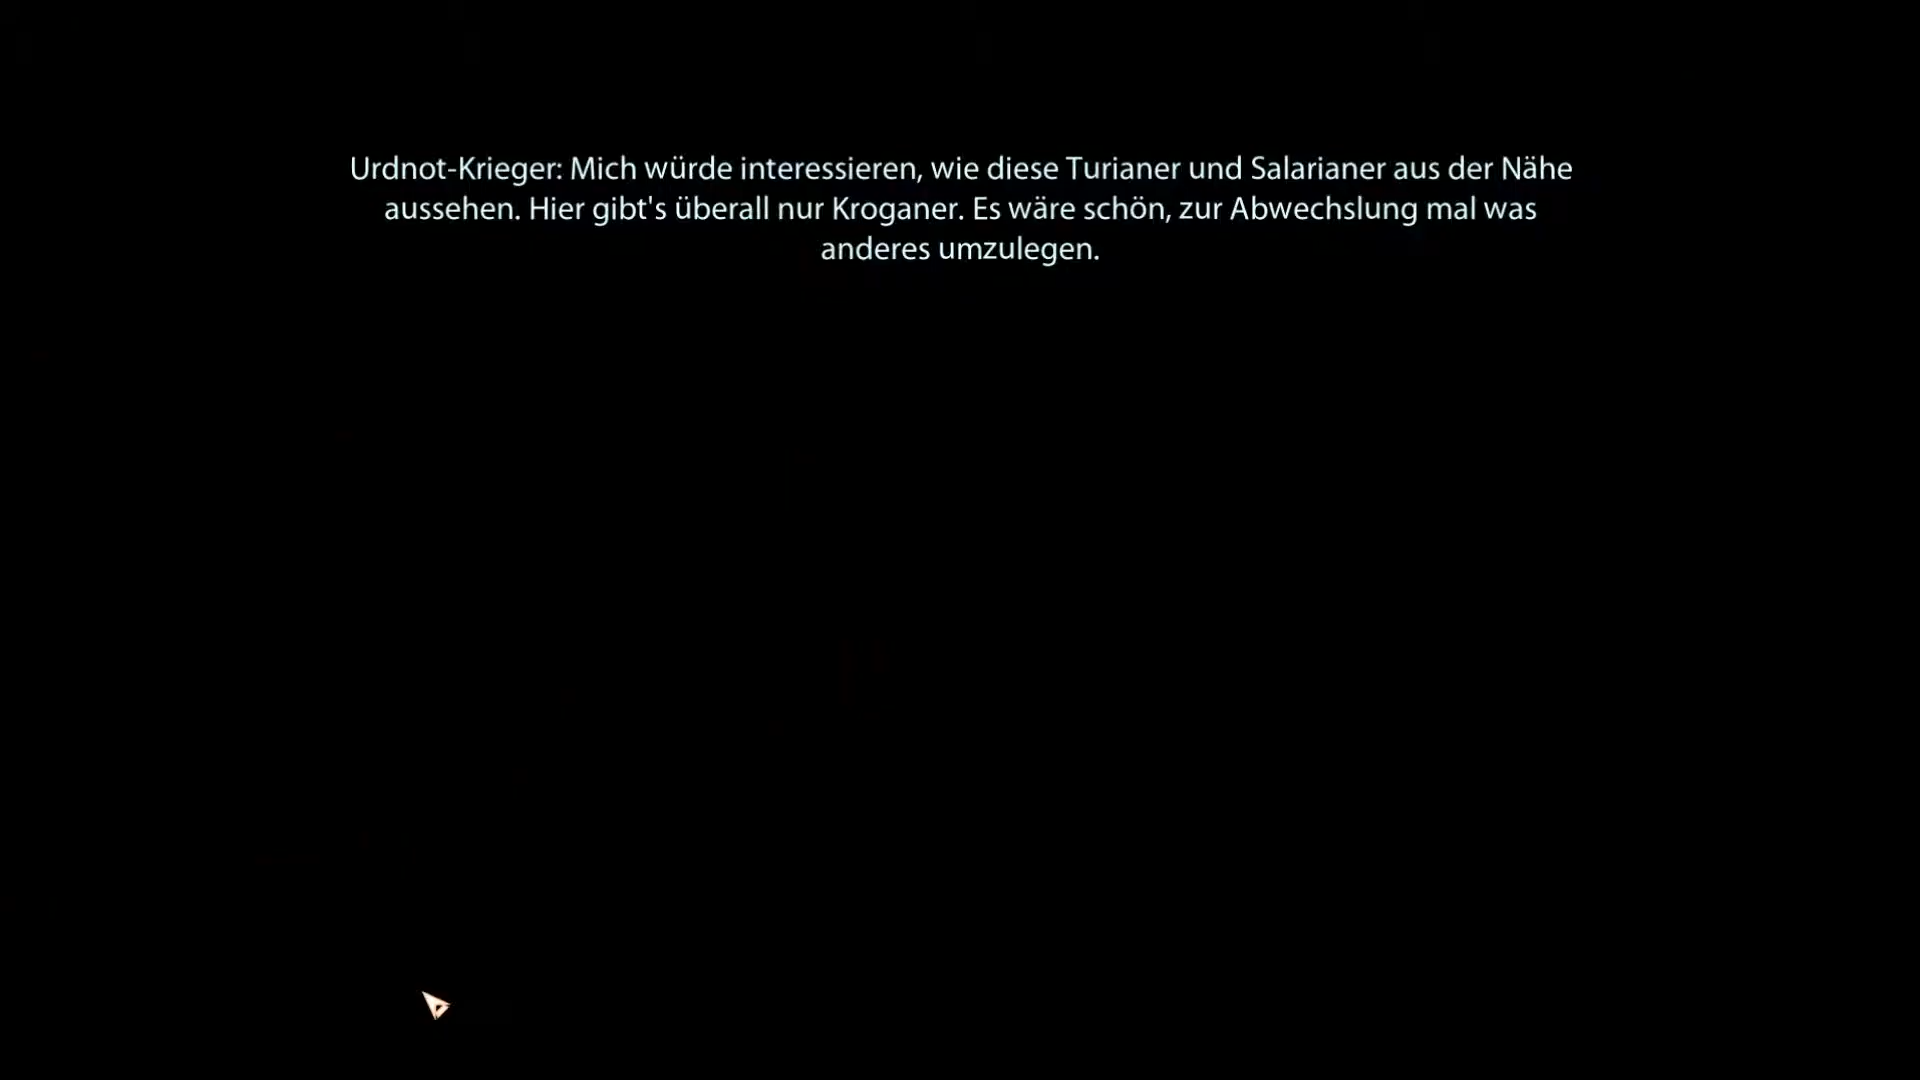 Urdnot-Krieger: Mich würde interessieren, wie diese Turianer und Salarianer aus der Nähe
aussehen. Hier gibt's überall nur Kroganer. Es wäre schön, zur Abwechslung mal was
anderes umzulegen.